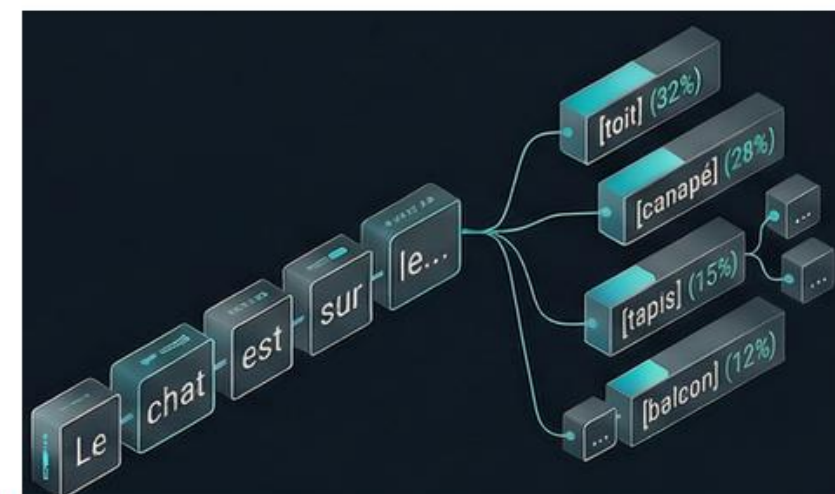 Le chat est sur le...
[toit] (32%)
[canapé] (28%)
...
[tapis] (15%)
...
... [balcon] (12%)